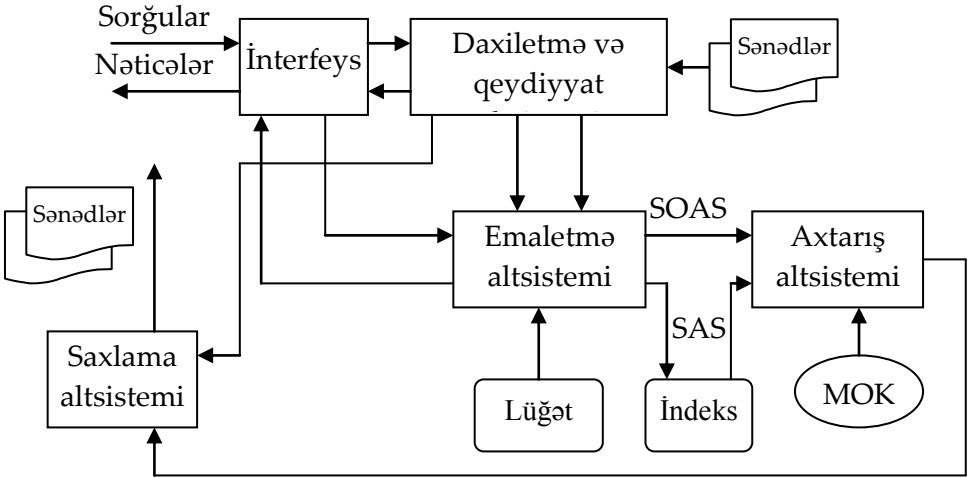 Sorğular
Nəticələr
İnterfeys
Daxiletmə və
qeydiyyat
Sənədlər
Sənədlər
Emaletmə
altsistemi
SOAS
Axtarış
altsistemi
SAS
Saxlama
altsistemi
Lüğət
İndeks
MOK